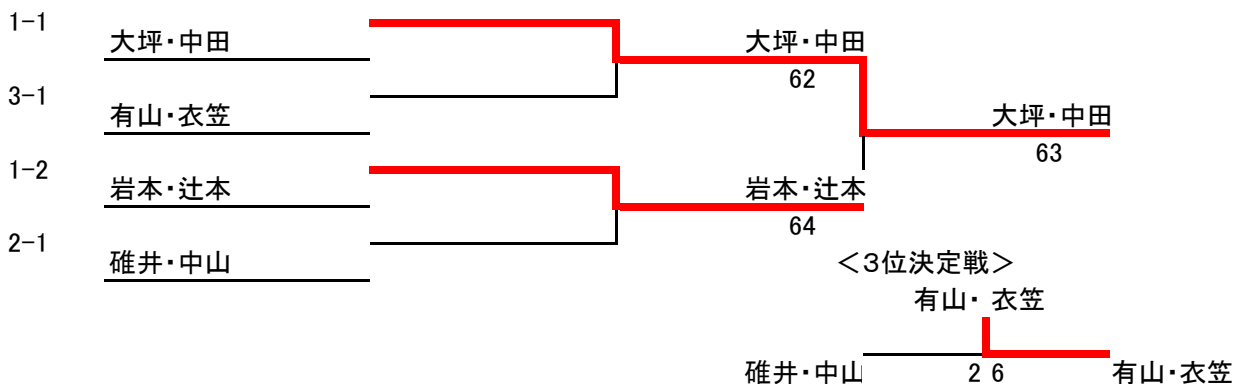 1-1
大坪・中田 大坪・中田
62
3-1
有山・衣笠 大坪・中田
63
1-2
岩本・辻本 岩本・辻本
64
2-1
碓井・中山
＜3位決定戦＞
有山・ 衣笠
碓井・中山 2 6 有山・衣笠